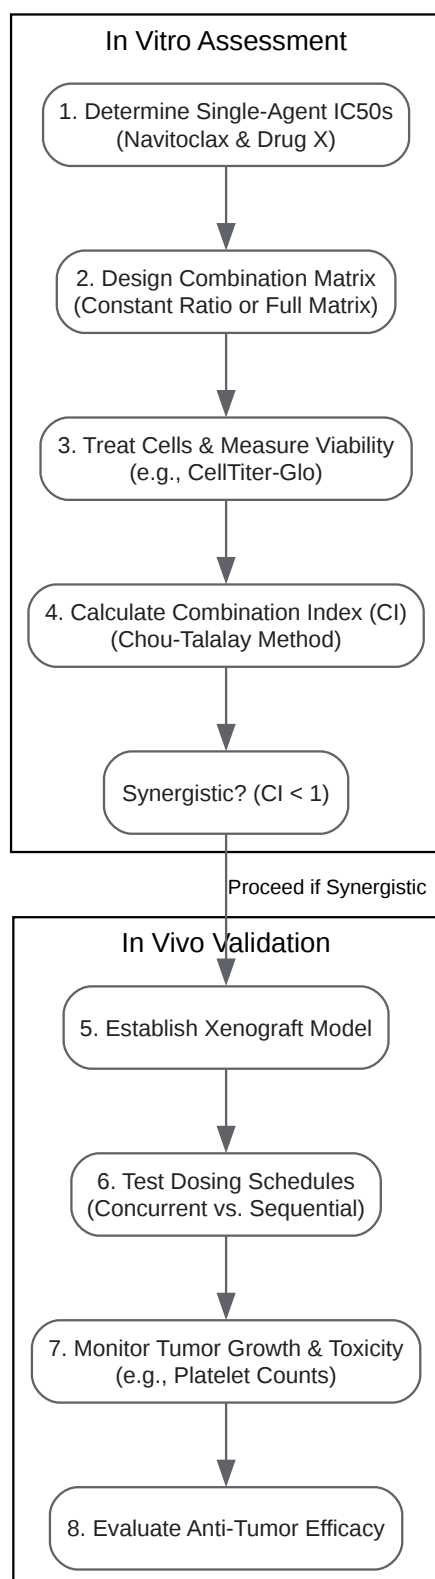 In Vitro Assessment
1. Determine Single-Agent IC50s
(Navitoclax & Drug X)
2. Design Combination Matrix
(Constant Ratio or Full Matrix)
3. Treat Cells & Measure Viability
(e.g., CellTiter-Glo)
4. Calculate Combination Index (CI)
(Chou-Talalay Method)
Synergistic? (CI < 1)
Proceed if Synergistic
In Vivo Validation
5. Establish Xenograft Model
6. Test Dosing Schedules
(Concurrent vs. Sequential)
7. Monitor Tumor Growth & Toxicity
(e.g., Platelet Counts)
8. Evaluate Anti-Tumor Efficacy